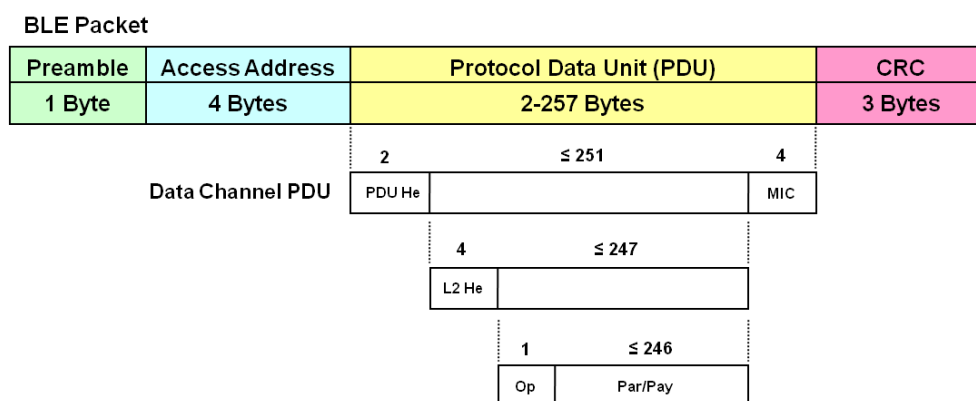 BLE Packet
Preamble Access Address Protocol Data Unit (PDU) CRC
1 Byte 4 Bytes 2-257 Bytes 3 Bytes
2 ≤ 251 4
Data Channel PDU PDU He MIC
4 ≤ 247
L2 He
1 ≤ 246
Op Par/Pay